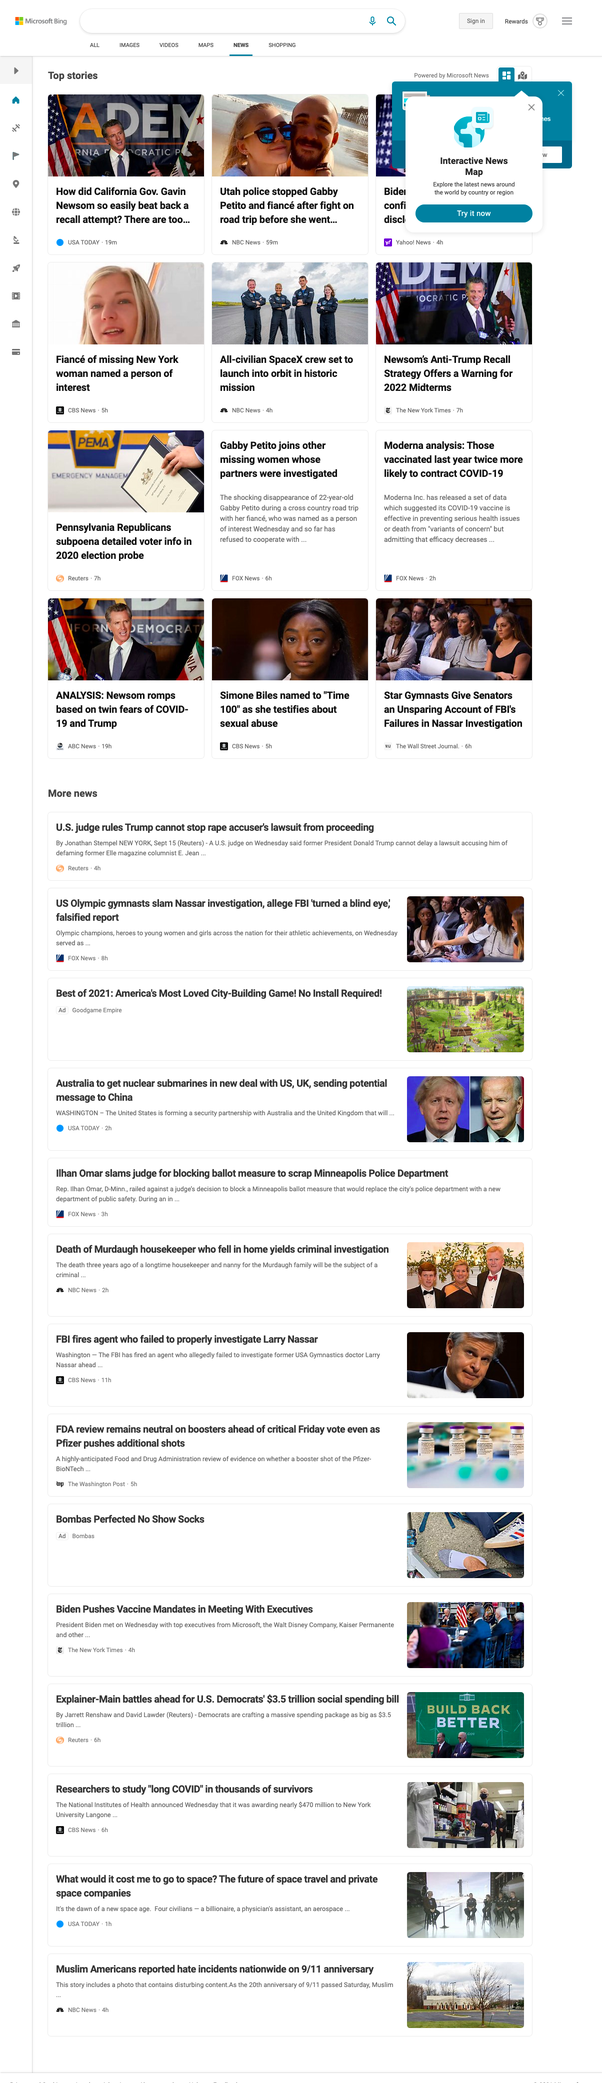 Microsoft Bing
Sign in
Rewards
ALL
IMAGES
VIDEOS
MAPS
NEWS
SHOPPING
Top stories
Powered by Microsoft News
Interactive News
Map
Explore the latest news around
the world by country or region
Try it now
How did California Gov. Gavin
Newsom so easily beat back a
recall attempt? There are too...
USA TODAY · 19m
Utah police stopped Gabby
Petito and fiancé after fight on
road trip before she went...
NBC News · 59m
Biden
confi
discl
Yahoo! News · 4h
Fiancé of missing New York
woman named a person of
interest
CBS News · 5h
All-civilian SpaceX crew set to
launch into orbit in historic
mission
NBC News · 4h
Newsom's Anti-Trump Recall
Strategy Offers a Warning for
2022 Midterms
The New York Times · 7h
PEMA
EMERGENCY MANAGEM
Pennsylvania Republicans
subpoena detailed voter info in
2020 election probe
Reuters · 7h
Gabby Petito joins other
missing women whose
partners were investigated
The shocking disappearance of 22-year-old
Gabby Petito during a cross country road trip
with her fiancé, who was named as a person
of interest Wednesday and so far has
refused to cooperate with ...
FOX News · 6h
Moderna analysis: Those
vaccinated last year twice more
likely to contract COVID-19
Moderna Inc. has released a set of data
which suggested its COVID-19 vaccine is
effective in preventing serious health issues
or death from "variants of concern" but
admitting that efficacy decreases ...
FOX News · 2h
ANALYSIS: Newsom romps
based on twin fears of COVID-
19 and Trump
ABC News · 19h
Simone Biles named to "Time
100" as she testifies about
sexual abuse
CBS News · 5h
Star Gymnasts Give Senators
an Unsparing Account of FBI's
Failures in Nassar Investigation
The Wall Street Journal. · 6h
More news
U.S. judge rules Trump cannot stop rape accuser's lawsuit from proceeding
By Jonathan Stempel NEW YORK, Sept 15 (Reuters) - A U.S. judge on Wednesday said former President Donald Trump cannot delay a lawsuit accusing him of
defaming former Elle magazine columnist E. Jean ...
Reuters · 4h
US Olympic gymnasts slam Nassar investigation, allege FBI 'turned a blind eye,'
falsified report
Olympic champions, heroes to young women and girls across the nation for their athletic achievements, on Wednesday
served as ...
FOX News · 8h
Best of 2021: America's Most Loved City-Building Game! No Install Required!
Ad Goodgame Empire
Australia to get nuclear submarines in new deal with US, UK, sending potential
message to China
WASHINGTON – The United States is forming a security partnership with Australia and the United Kingdom that will ...
USA TODAY · 2h
Ilhan Omar slams judge for blocking ballot measure to scrap Minneapolis Police Department
Rep. Ilhan Omar, D-Minn., railed against a judge's decision to block a Minneapolis ballot measure that would replace the city's police department with a new
department of public safety. During an in ...
FOX News · 3h
Death of Murdaugh housekeeper who fell in home yields criminal investigation
The death three years ago of a longtime housekeeper and nanny for the Murdaugh family will be the subject of a
criminal ...
NBC News · 2h
FBI fires agent who failed to properly investigate Larry Nassar
Washington — The FBI has fired an agent who allegedly failed to investigate former USA Gymnastics doctor Larry
Nassar ahead ...
CBS News · 11h
FDA review remains neutral on boosters ahead of critical Friday vote even as
Pfizer pushes additional shots
A highly-anticipated Food and Drug Administration review of evidence on whether a booster shot of the Pfizer-
BioNTech ...
The Washington Post · 5h
Bombas Perfected No Show Socks
Ad Bombas
Biden Pushes Vaccine Mandates in Meeting With Executives
President Biden met on Wednesday with top executives from Microsoft, the Walt Disney Company, Kaiser Permanente
and other ...
The New York Times · 4h
Explainer-Main battles ahead for U.S. Democrats' $3.5 trillion social spending bill
By Jarrett Renshaw and David Lawder (Reuters) - Democrats are crafting a massive spending package as big as $3.5
trillion ...
Reuters · 6h
BUILD BACK
BETTER
Researchers to study "long COVID" in thousands of survivors
The National Institutes of Health announced Wednesday that it was awarding nearly $470 million to New York
University Langone ...
CBS News · 6h
What would it cost me to go to space? The future of space travel and private
space companies
It's the dawn of a new space age. Four civilians — a billionaire, a physician's assistant, an aerospace ...
USA TODAY · 1h
Muslim Americans reported hate incidents nationwide on 9/11 anniversary
This story includes a photo that contains disturbing content.As the 20th anniversary of 9/11 passed Saturday, Muslim
...
NBC News · 4h